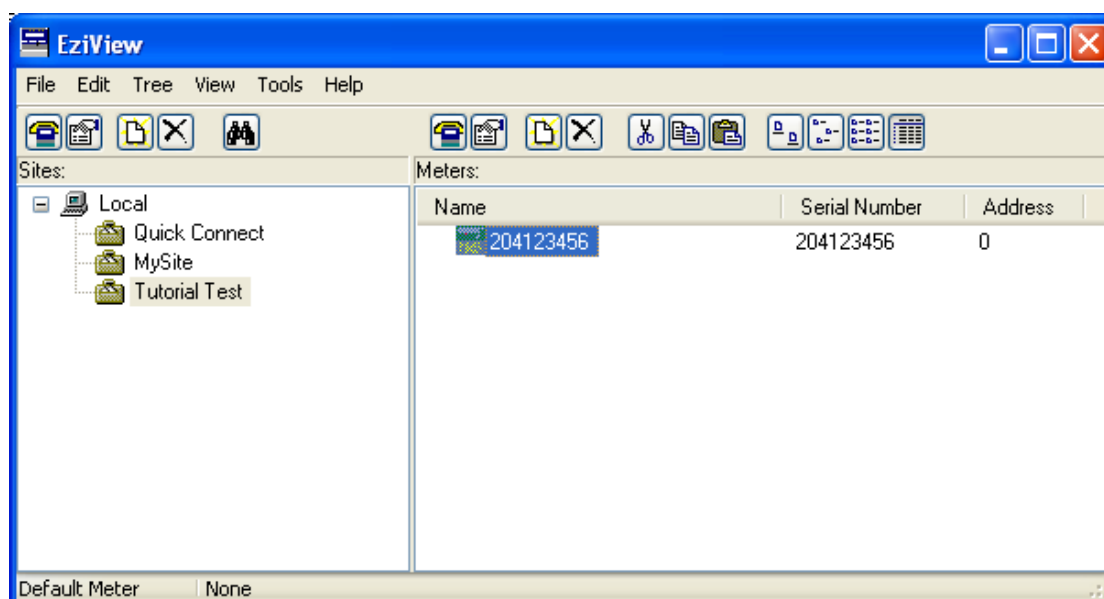 EziView
File Edit Tree View Tools Help
Sites:
Meters:
Local
Quick Connect
MySite
Tutorial Test
Name Serial Number Address
204123456 204123456 0
Default Meter None